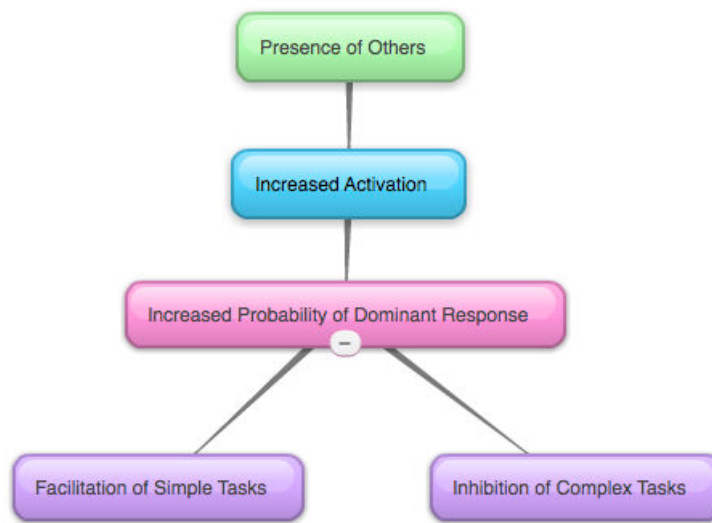 Presence of Others
Increased Activation
Increased Probability of Dominant Response
Facilitation of Simple Tasks
Inhibition of Complex Tasks